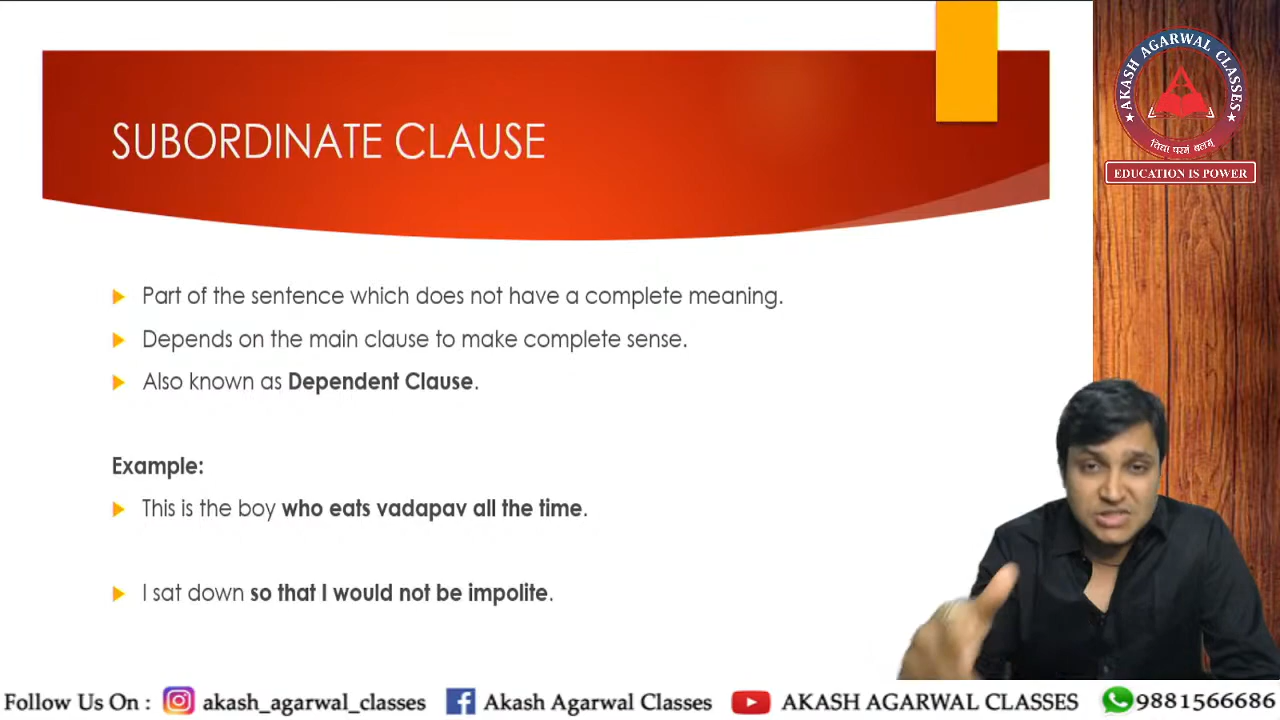 AKASH AGARWAL CLASSES
विद्या परमं बलम्
EDUCATION IS POWER
SUBORDINATE CLAUSE
Part of the sentence which does not have a complete meaning.
Depends on the main clause to make complete sense.
Also known as Dependent Clause.
Example:
This is the boy who eats vadapav all the time.
I sat down so that I would not be impolite.
Follow Us On : akash_agarwal_classes Akash Agarwal Classes AKASH AGARWAL CLASSES 9881566686